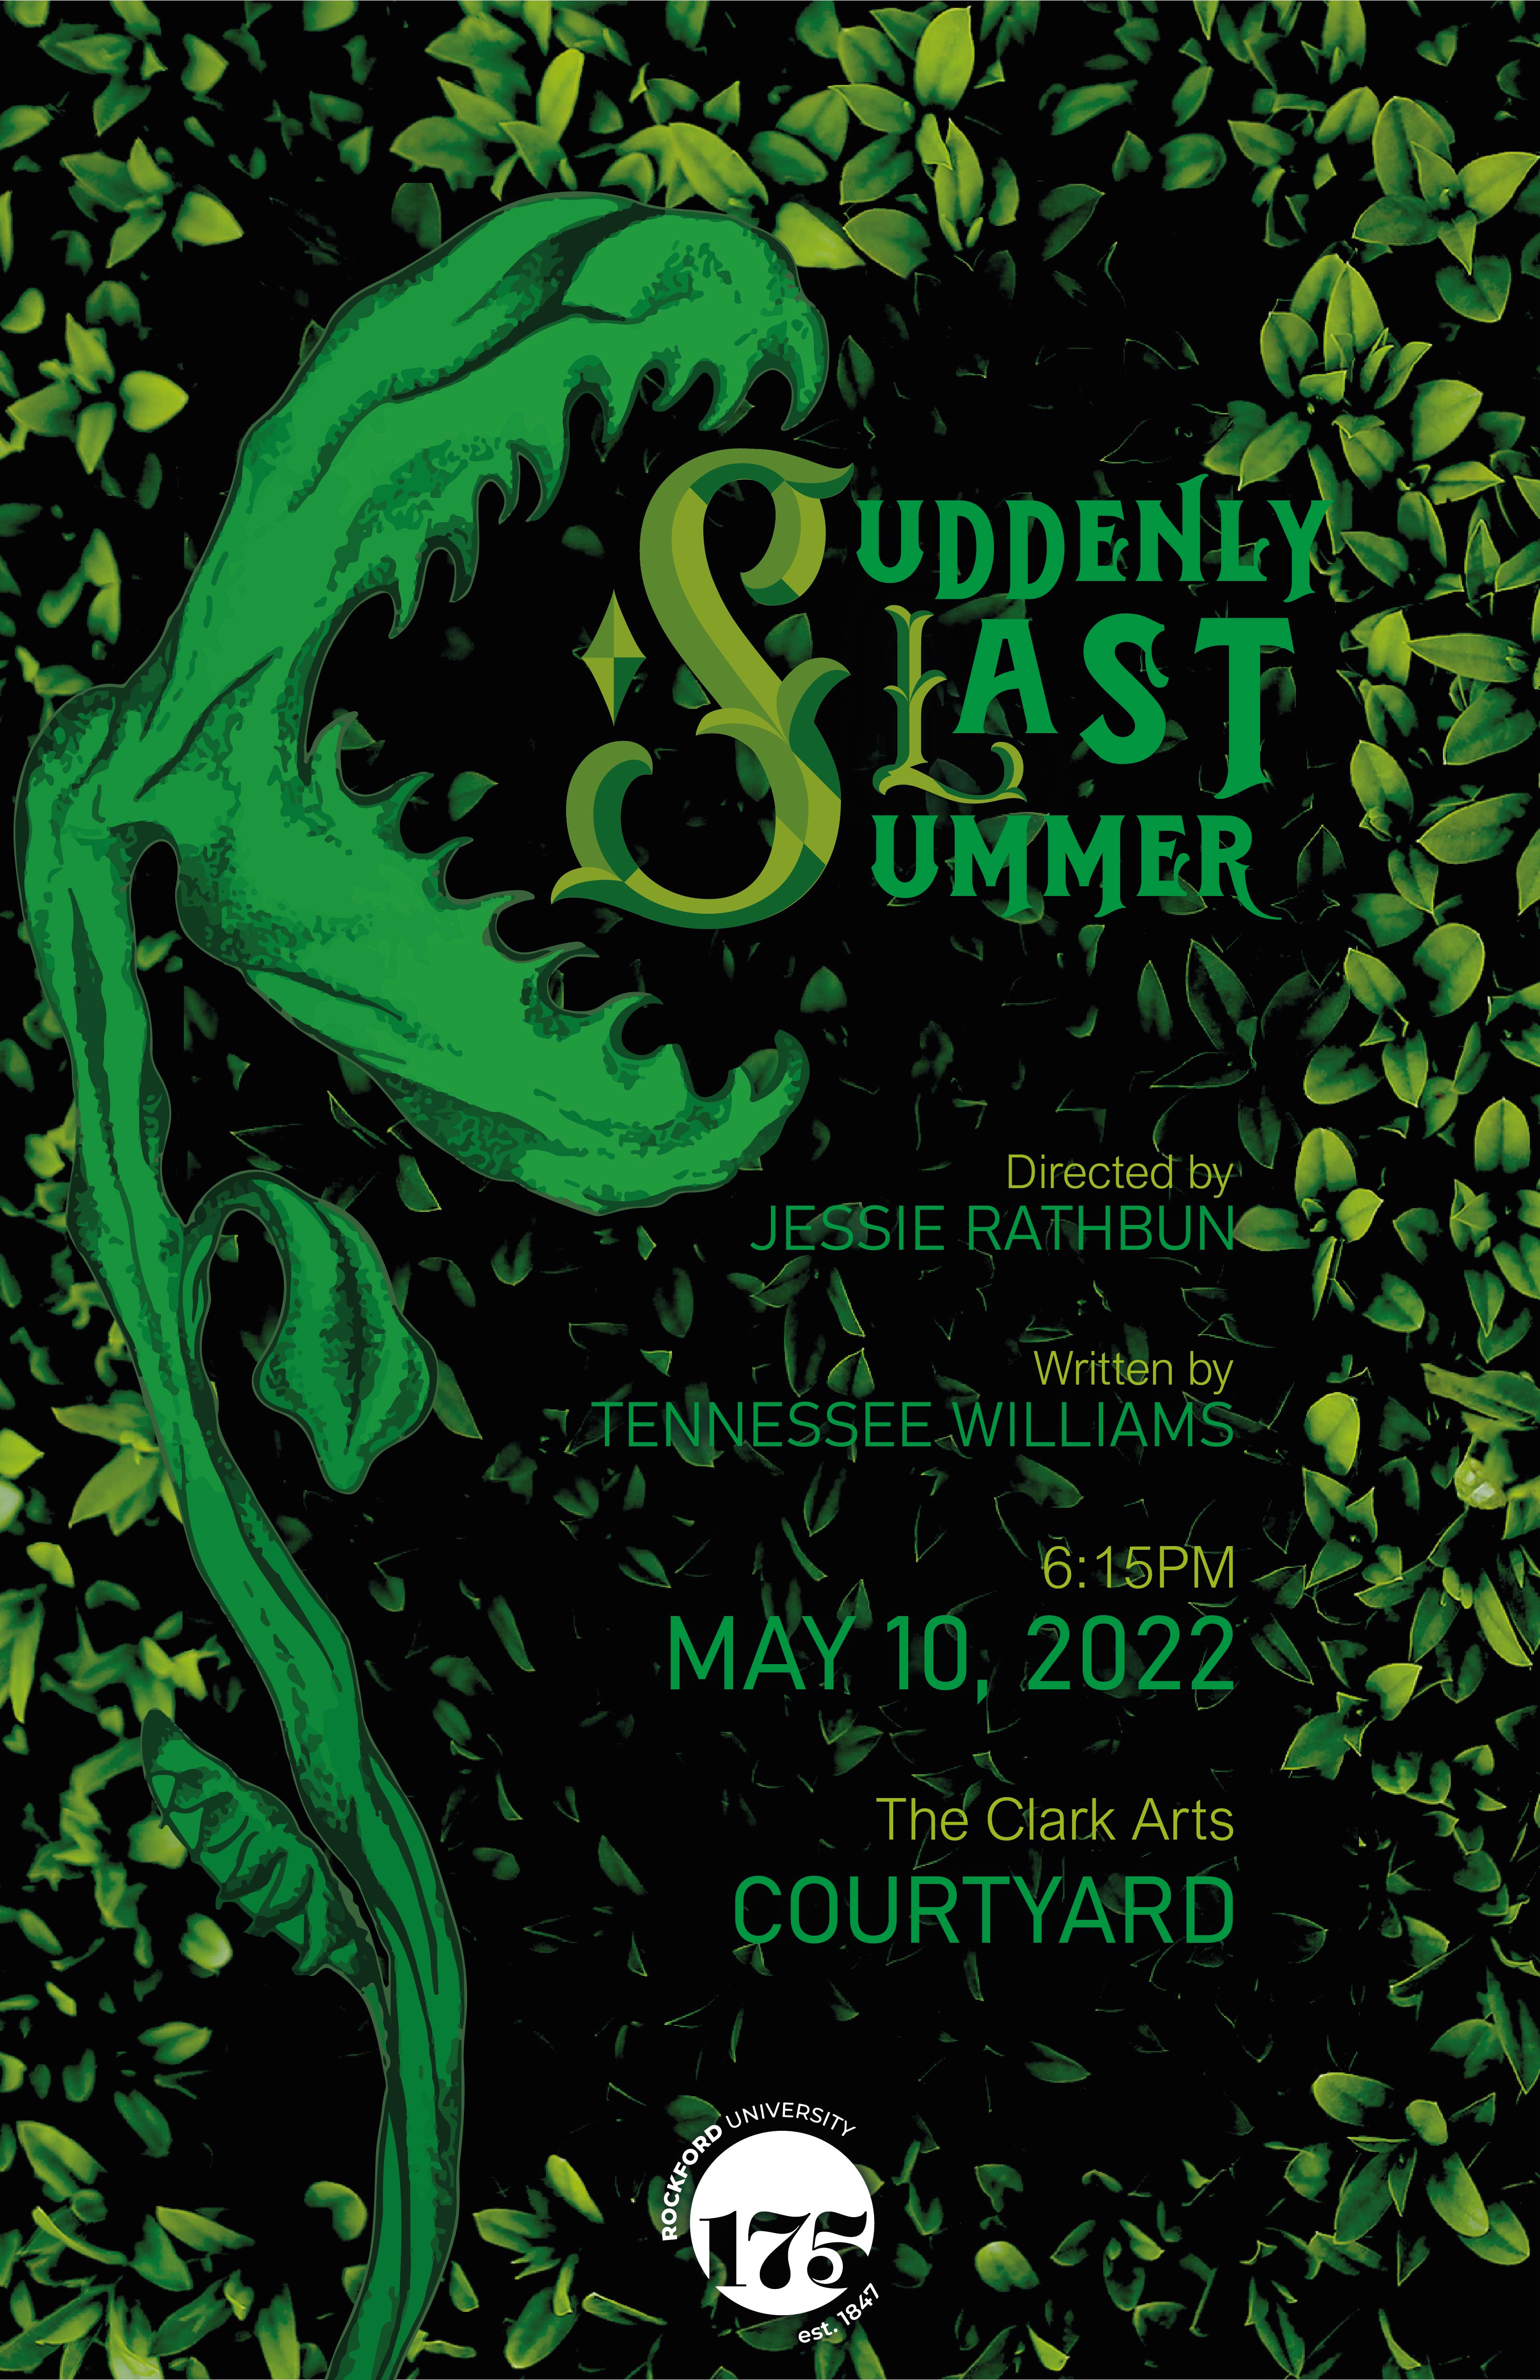 SUDDENLY
LAST
SUMMER
Directed by
JESSIE RATHBUN
Written by
TENNESSEE WILLIAMS
6:15PM
MAY 10, 2022
The Clark Arts
COURTYARD
ROCKFORD UNIVERSITY
175
est. 1847